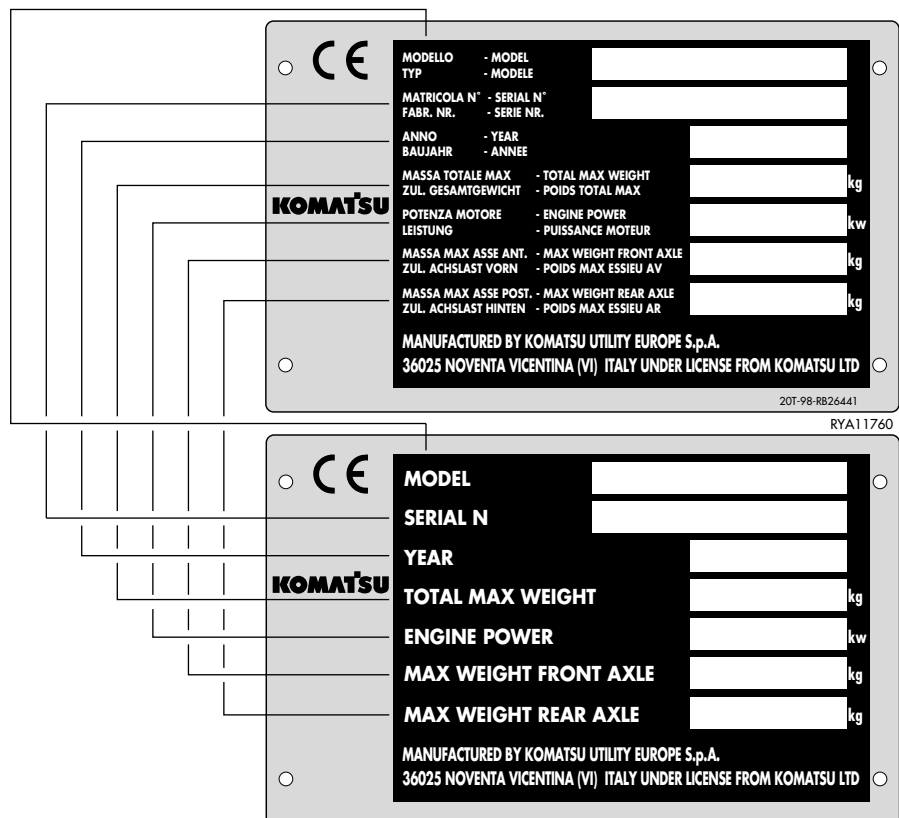 CE
MODELLO - MODEL
TYP - MODELE
MATRICOLA N° - SERIAL N°
FABR. NR. - SERIE NR.
ANNO - YEAR
BAUJAHR - ANNEE
MASSA TOTALE MAX - TOTAL MAX WEIGHT
ZUL. GESAMTGEWICHT - POIDS TOTAL MAX
kg
KOMATSU
POTENZA MOTORE - ENGINE POWER
LEISTUNG - PUISSANCE MOTEUR
kw
MASSA MAX ASSE ANT. - MAX WEIGHT FRONT AXLE
ZUL. ACHSLAST VORN - POIDS MAX ESSIEU AV
kg
MASSA MAX ASSE POST. - MAX WEIGHT REAR AXLE
ZUL. ACHSLAST HINTEN - POIDS MAX ESSIEU AR
kg
MANUFACTURED BY KOMATSU UTILITY EUROPE S.p.A.
36025 NOVENTA VICENTINA (VI) ITALY UNDER LICENSE FROM KOMATSU LTD
20T-98-RB26441
RYA11760
CE
MODEL
SERIAL N
YEAR
KOMATSU
TOTAL MAX WEIGHT kg
ENGINE POWER kw
MAX WEIGHT FRONT AXLE kg
MAX WEIGHT REAR AXLE kg
MANUFACTURED BY KOMATSU UTILITY EUROPE S.p.A.
36025 NOVENTA VICENTINA (VI) ITALY UNDER LICENSE FROM KOMATSU LTD